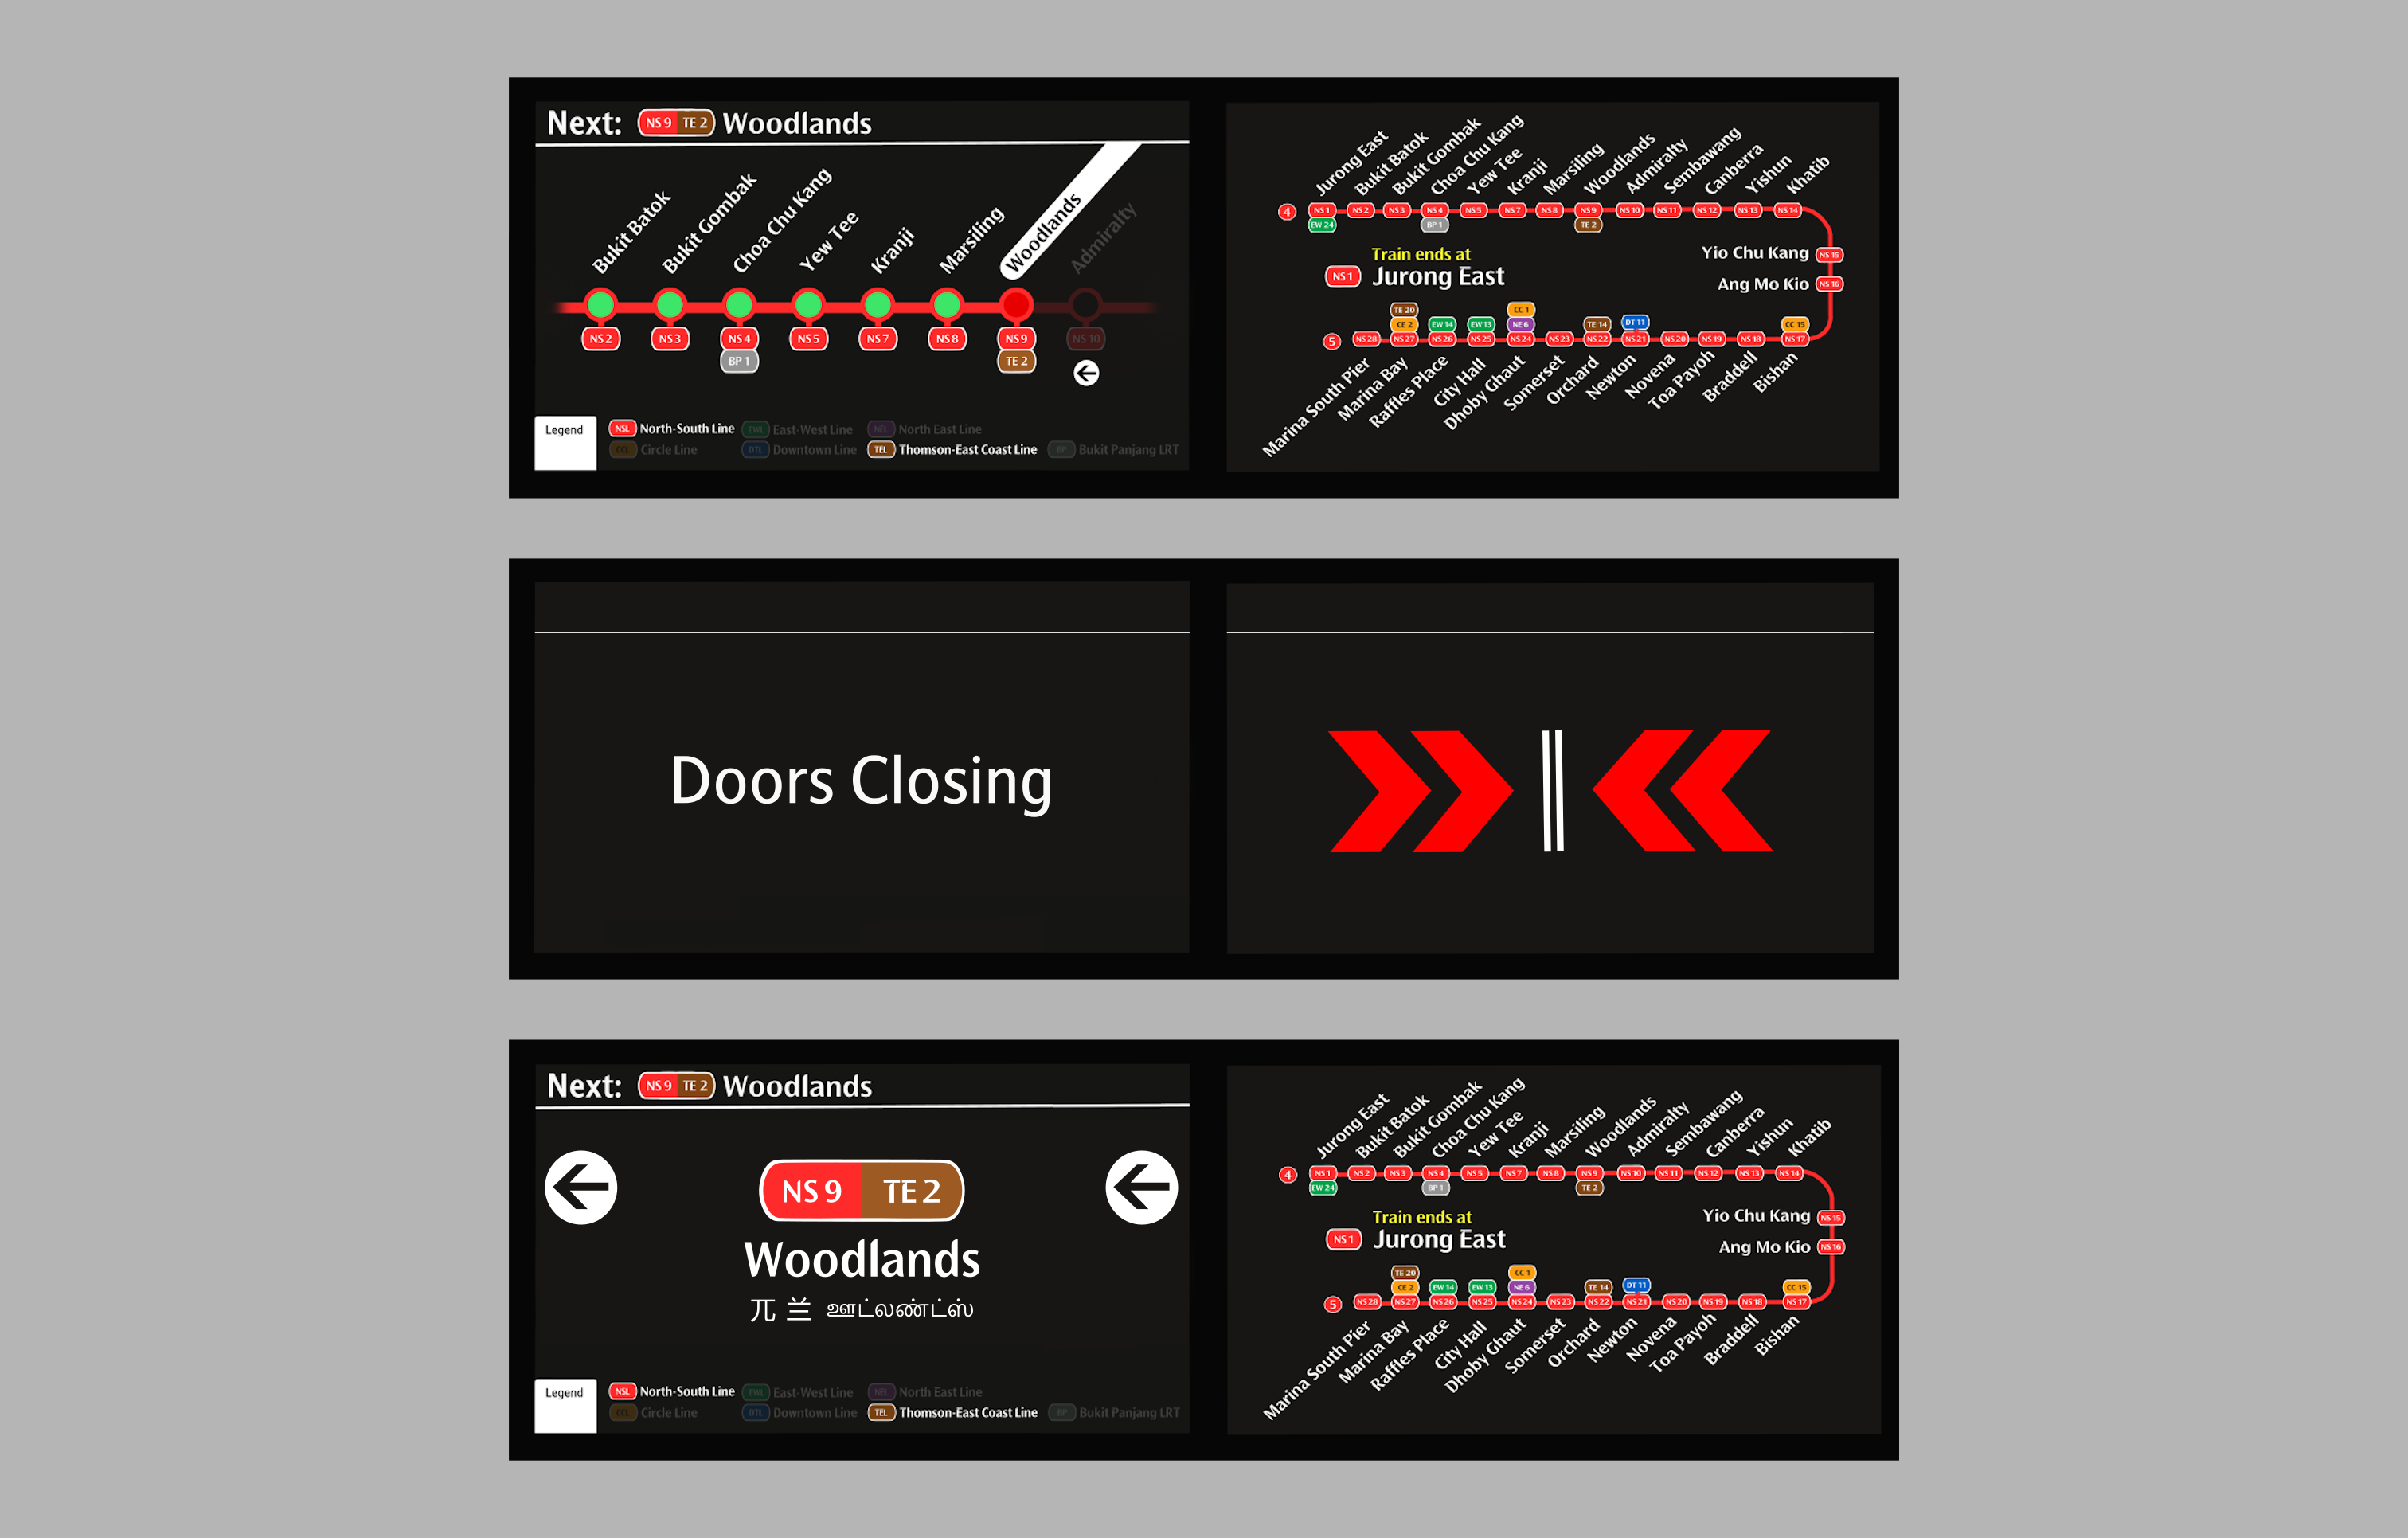 Next: NS 9 TE 2 Woodlands
Bukit Batok
Bukit Gombak
Choa Chu Kang
Yew Tee
Kranji
Marsiling
Woodlands
Admiralty
NS 2 NS 3 NS 4 NS 5 NS 7 NS 8 NS 9 NS 10
BP 1 TE 2
Legend
NSL North-South Line EWL East-West Line NEL North East Line
CCL Circle Line DTL Downtown Line TEL Thomson-East Coast Line BP Bukit Panjang LRT
Jurong East
Bukit Batok
Bukit Gombak
Choa Chu Kang
Yew Tee
Kranji
Marsiling
Woodlands
Admiralty
Sembawang
Canberra
Yishun
Khatib
4 NS 1 NS 2 NS 3 NS 4 NS 5 NS 7 NS 8 NS 9 NS 10 NS 11 NS 12 NS 13 NS 14
EW 24 BP 1 TE 2
Yio Chu Kang NS 15
Ang Mo Kio NS 16
Train ends at
NS 1 Jurong East
TE 20 CC 1
CE 2 EW 14 EW 13 NE 6 TE 14 DT 11 CC 15
5 NS 28 NS 27 NS 26 NS 25 NS 24 NS 23 NS 22 NS 21 NS 20 NS 19 NS 18 NS 17
Marina South Pier
Marina Bay
Raffles Place
City Hall
Dhoby Ghaut
Somerset
Orchard
Newton
Novena
Toa Payoh
Braddell
Bishan
Doors Closing
Next: NS 9 TE 2 Woodlands
NS 9 TE 2
Woodlands
兀 兰 ஊட்லண்ட்ஸ்
Legend
NSL North-South Line EWL East-West Line NEL North East Line
CCL Circle Line DTL Downtown Line TEL Thomson-East Coast Line BP Bukit Panjang LRT
Jurong East
Bukit Batok
Bukit Gombak
Choa Chu Kang
Yew Tee
Kranji
Marsiling
Woodlands
Admiralty
Sembawang
Canberra
Yishun
Khatib
4 NS 1 NS 2 NS 3 NS 4 NS 5 NS 7 NS 8 NS 9 NS 10 NS 11 NS 12 NS 13 NS 14
EW 24 BP 1 TE 2
Yio Chu Kang NS 15
Ang Mo Kio NS 16
Train ends at
NS 1 Jurong East
TE 20 CC 1
CE 2 EW 14 EW 13 NE 6 TE 14 DT 11 CC 15
5 NS 28 NS 27 NS 26 NS 25 NS 24 NS 23 NS 22 NS 21 NS 20 NS 19 NS 18 NS 17
Marina South Pier
Marina Bay
Raffles Place
City Hall
Dhoby Ghaut
Somerset
Orchard
Newton
Novena
Toa Payoh
Braddell
Bishan